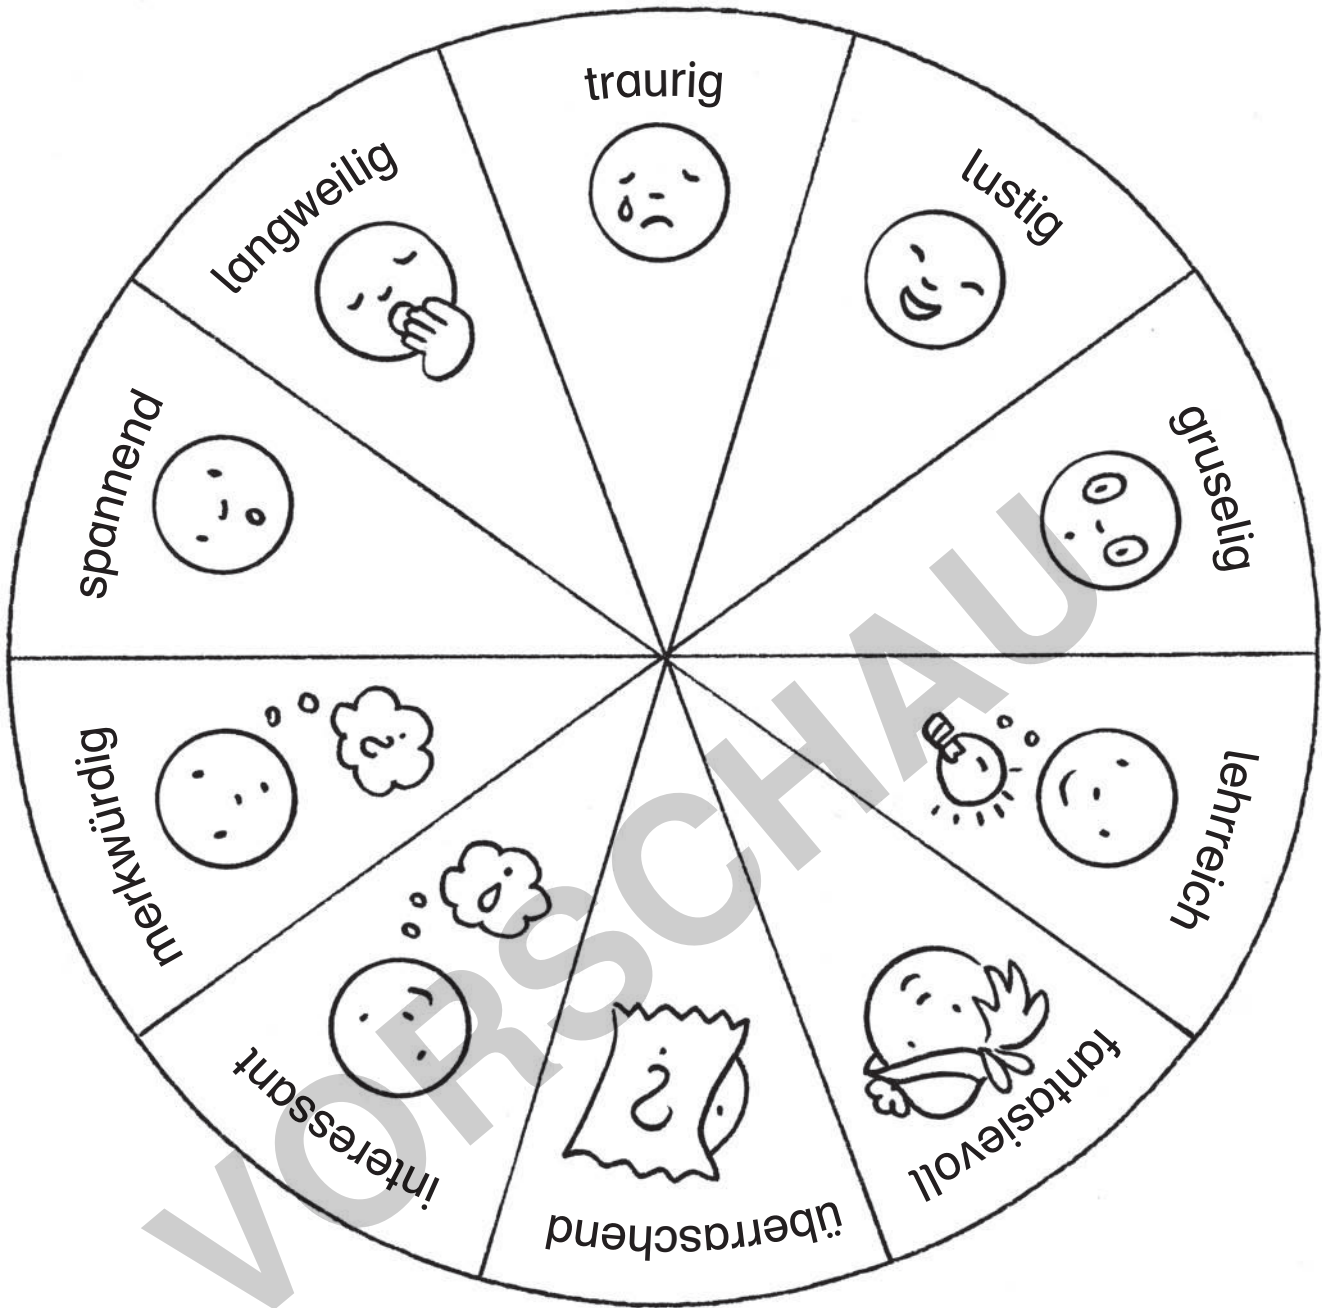 traurig
lustig
gruselig
lehrreich
fantasievoll
überraschend
interessant
merkwürdig
spannend
langweilig
VORSCHAU